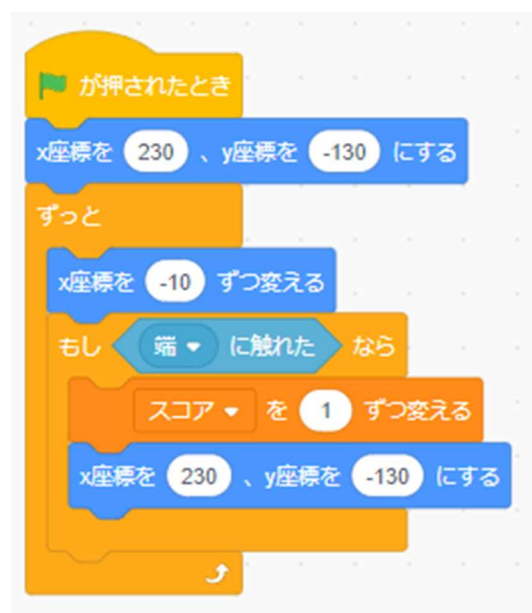 が押されたとき
x座標を 230 、y座標を -130 にする
ずっと
x座標を -10 ずつ変える
もし 端 に触れた なら
スコア を 1 ずつ変える
x座標を 230 、y座標を -130 にする